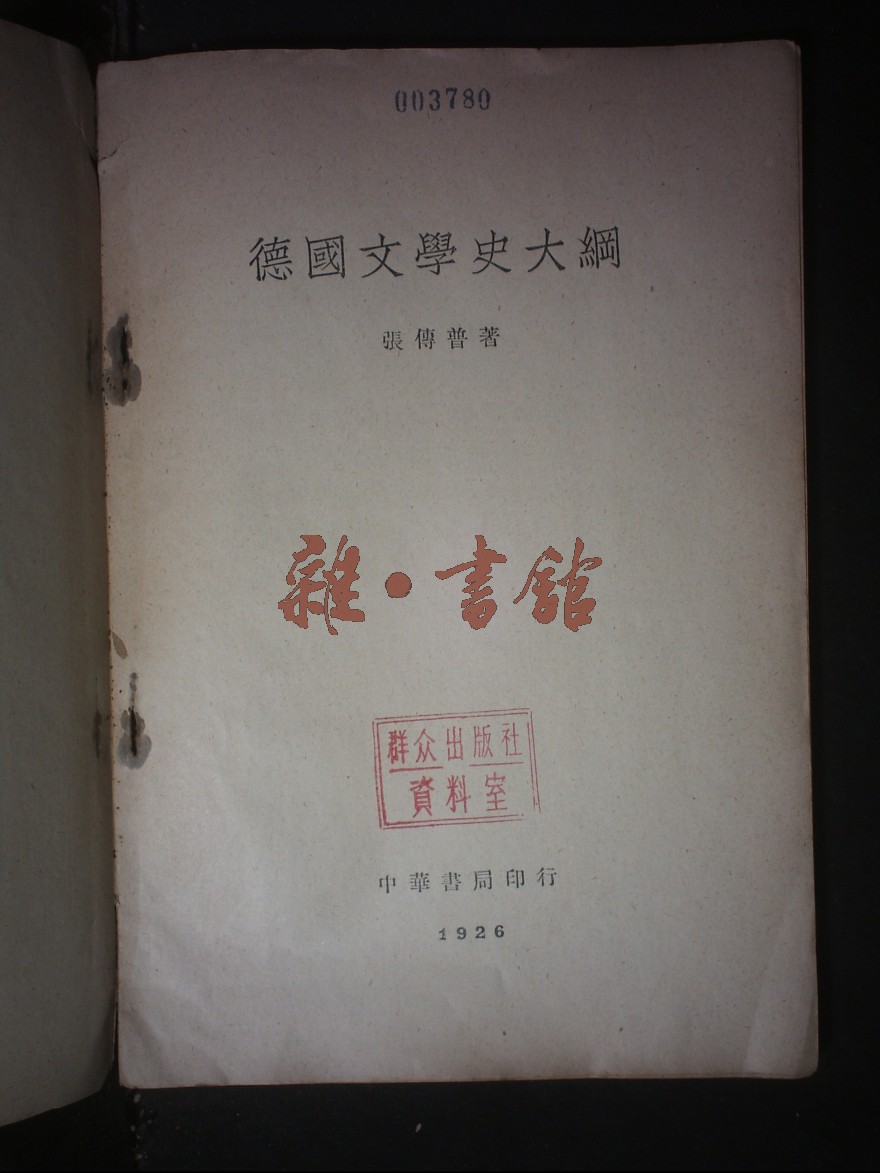 003780
德國文學史大綱
張傳普著
雜·書館
群众出版社
資料室
中華書局印行
1926